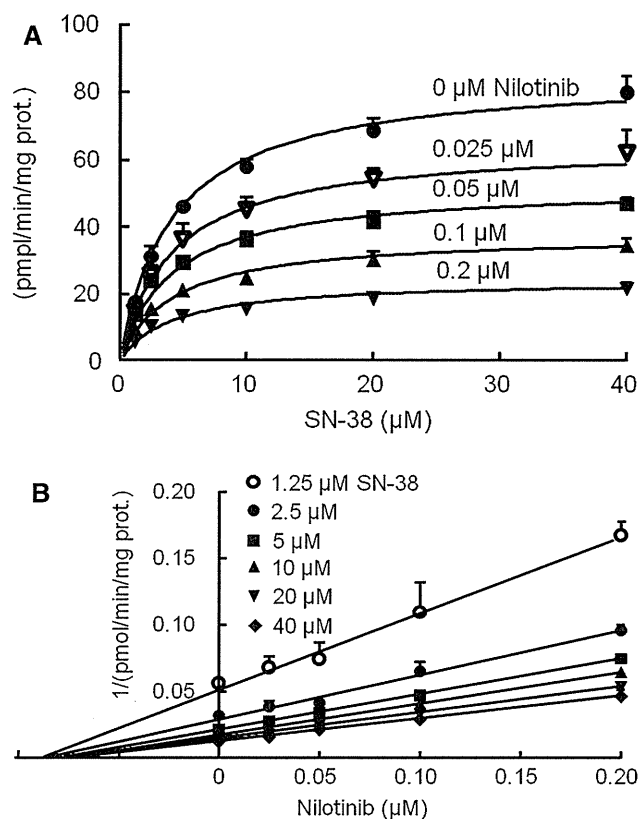 A
100
80
60
40
20
0
(pmpl/min/mg prot.)
0 µM Nilotinib
0.025 µM
0.05 µM
0.1 µM
0.2 µM
0 10 20 30 40
SN-38 (µM)
B
0.20
0.15
0.10
0.05
1/(pmol/min/mg prot.)
1.25 µM SN-38
2.5 µM
5 µM
10 µM
20 µM
40 µM
0 0.05 0.10 0.15 0.20
Nilotinib (µM)